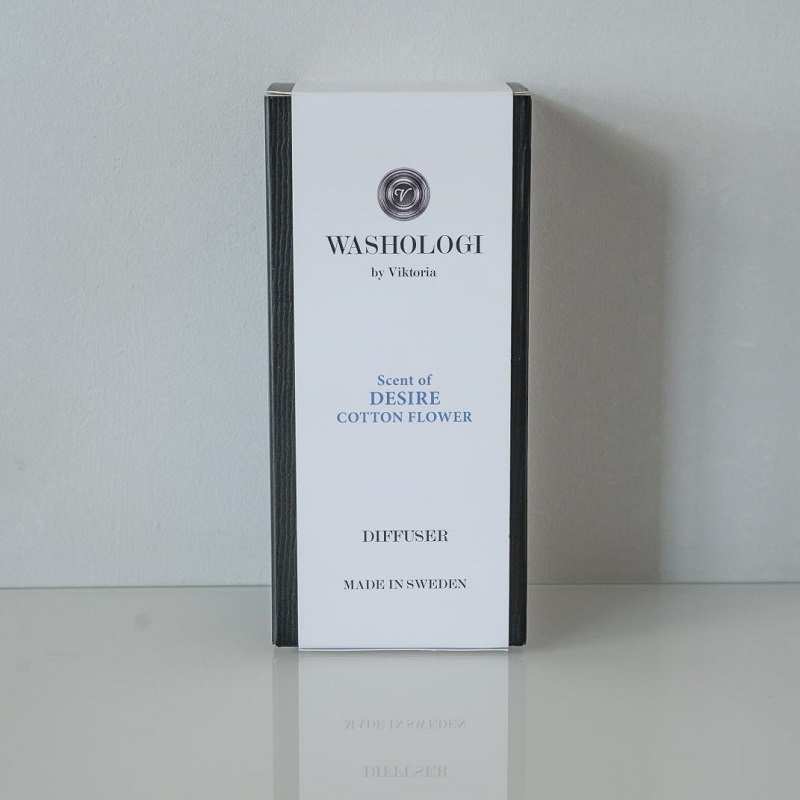 V
WASHOLOGI
by Viktoria
Scent of
DESIRE
COTTON FLOWER
DIFFUSER
MADE IN SWEDEN